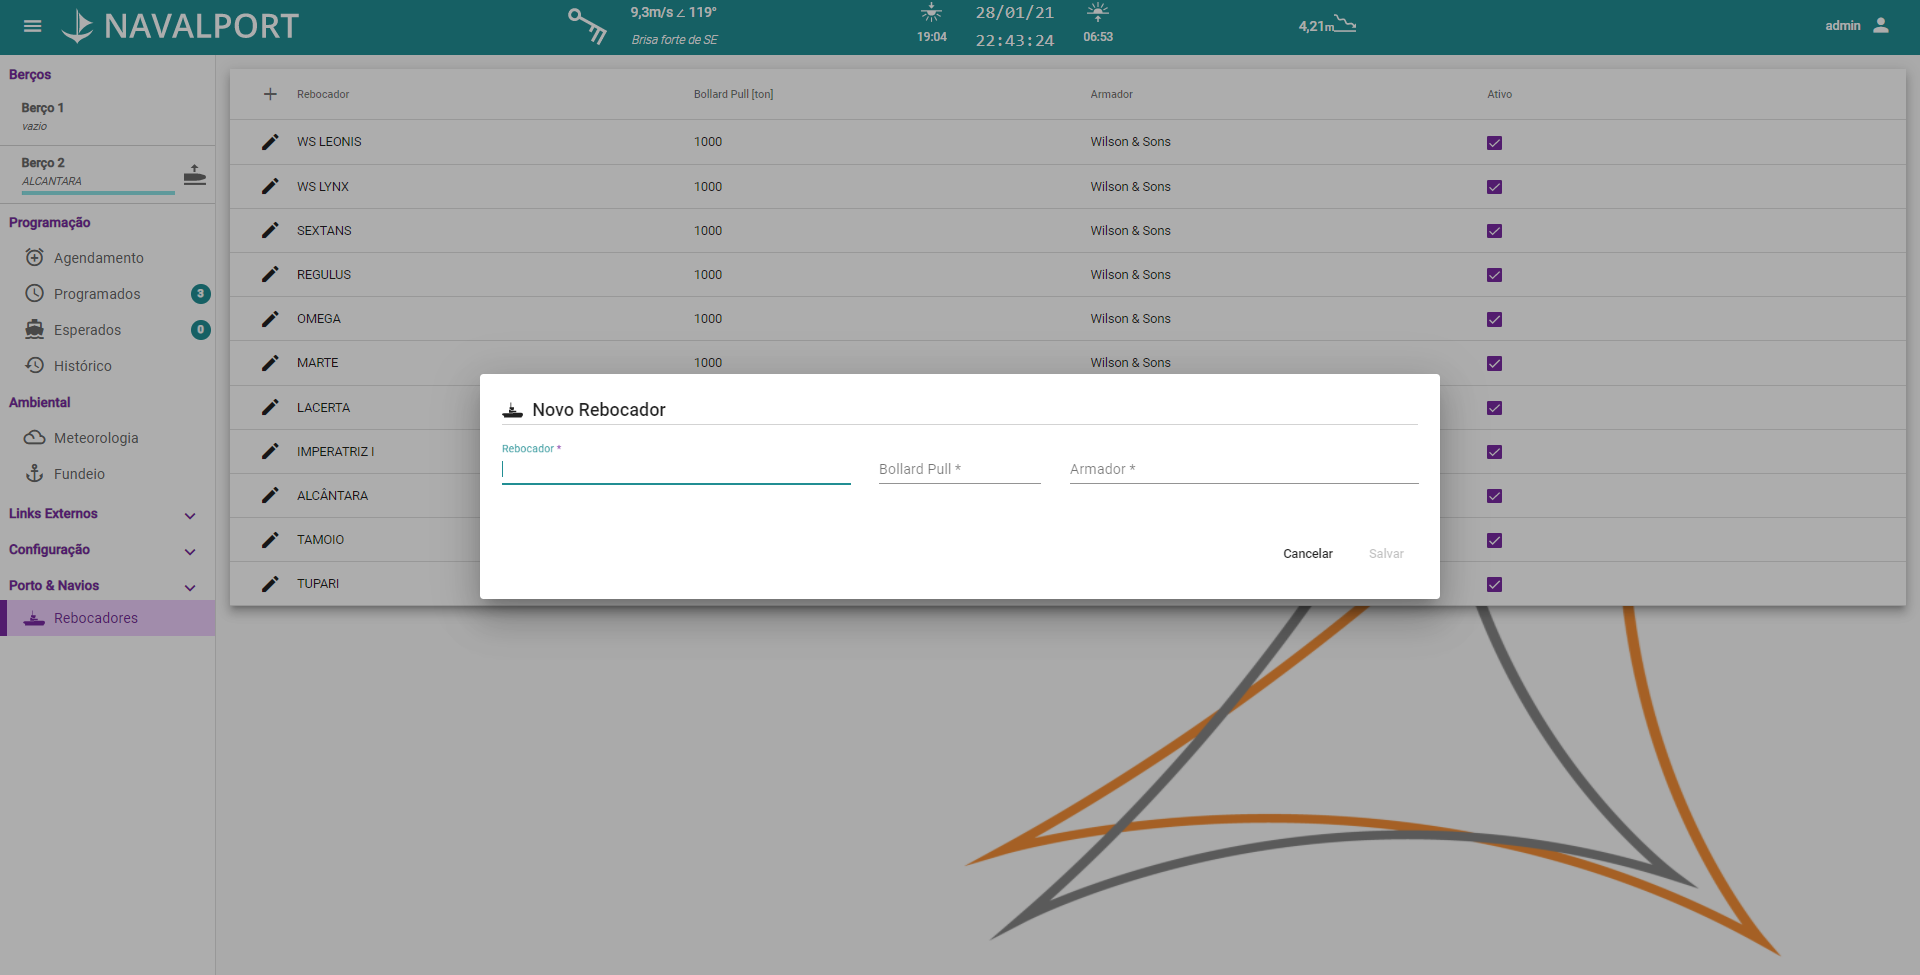 NAVALPORT
9,3m/s ∠ 119°
Brisa forte de SE
19:04
28/01/21
22:43:24
06:53
4,21m
admin
Berços
Berço 1
vazio
Berço 2
ALCANTARA
Programação
Agendamento
Programados 3
Esperados 0
Histórico
Ambiental
Meteorologia
Fundeio
Links Externos
Configuração
Porto & Navios
Rebocadores
Rebocador Bollard Pull [ton] Armador Ativo
WS LEONIS 1000 Wilson & Sons
WS LYNX 1000 Wilson & Sons
SEXTANS 1000 Wilson & Sons
REGULUS 1000 Wilson & Sons
OMEGA 1000 Wilson & Sons
MARTE 1000 Wilson & Sons
LACERTA
IMPERATRIZ I
ALCÂNTARA
TAMOIO
TUPARI
Novo Rebocador
Rebocador *
Bollard Pull * Armador *
Cancelar Salvar